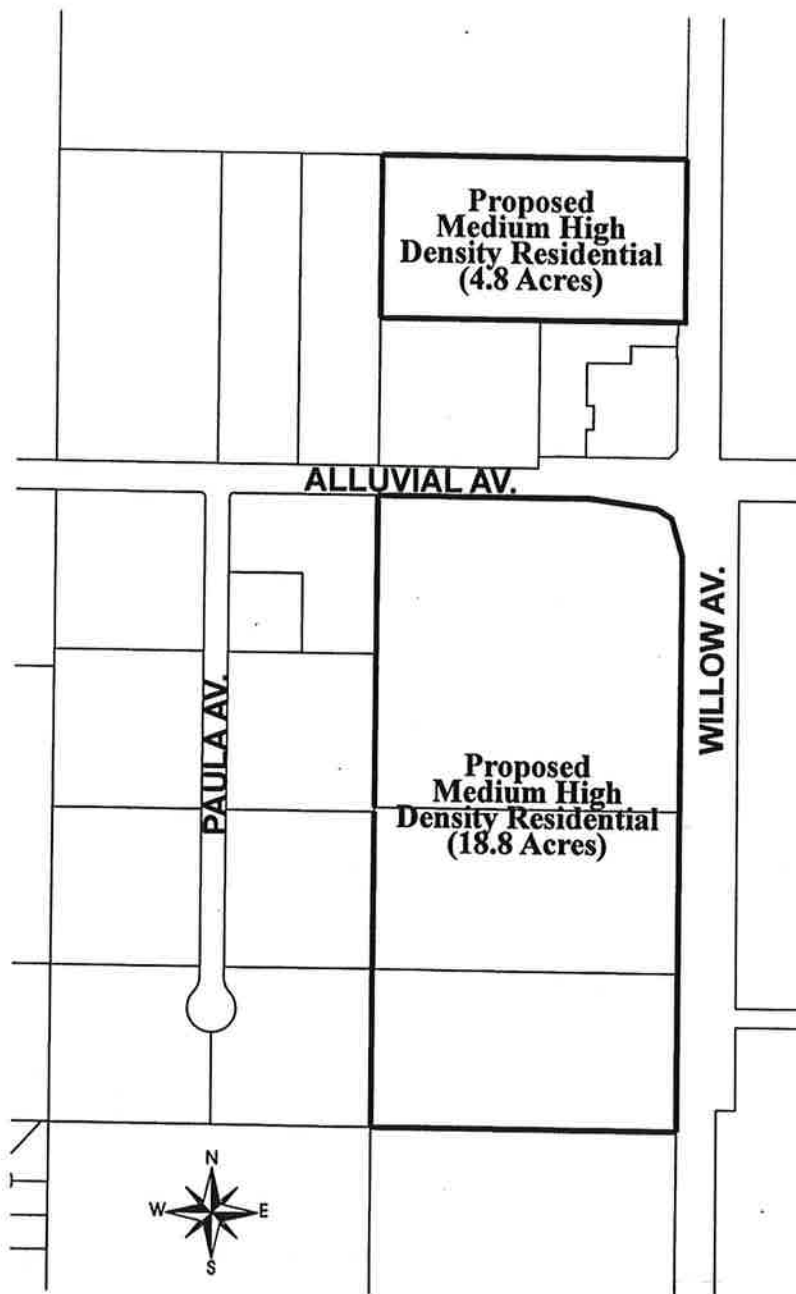 Proposed
Medium High
Density Residential
(4.8 Acres)
ALLUVIAL AV.
WILLOW AV.
PAULA AV.
Proposed
Medium High
Density Residential
(18.8 Acres)
N
W
E
S